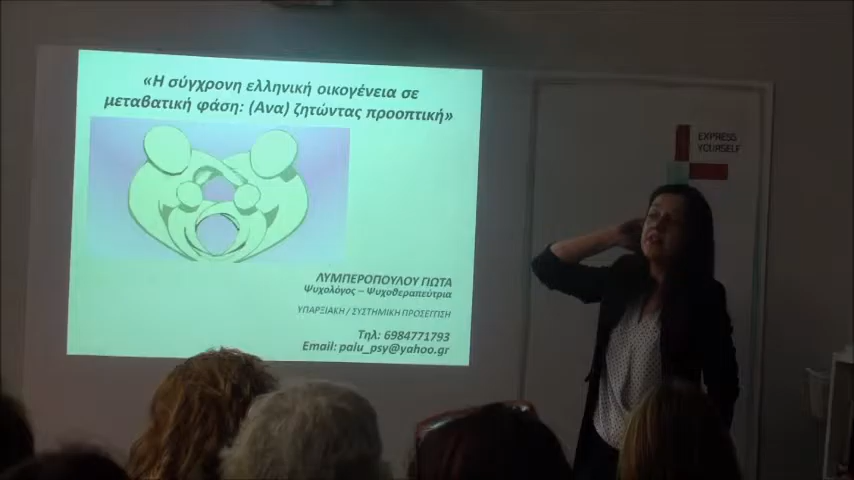 «Η σύγχρονη ελληνική οικογένεια σε
μεταβατική φάση: (Ανα) ζητώντας προοπτική»
ΛΥΜΠΕΡΟΠΟΥΛΟΥ ΓΙΩΤΑ
Ψυχολόγος – Ψυχοθεραπεύτρια
ΥΠΑΡΞΙΑΚΗ / ΣΥΣΤΗΜΙΚΗ ΠΡΟΣΕΓΓΙΣΗ
Τηλ: 6984771793
Email: palu_psy@yahoo.gr
EXPRESS
YOURSELF